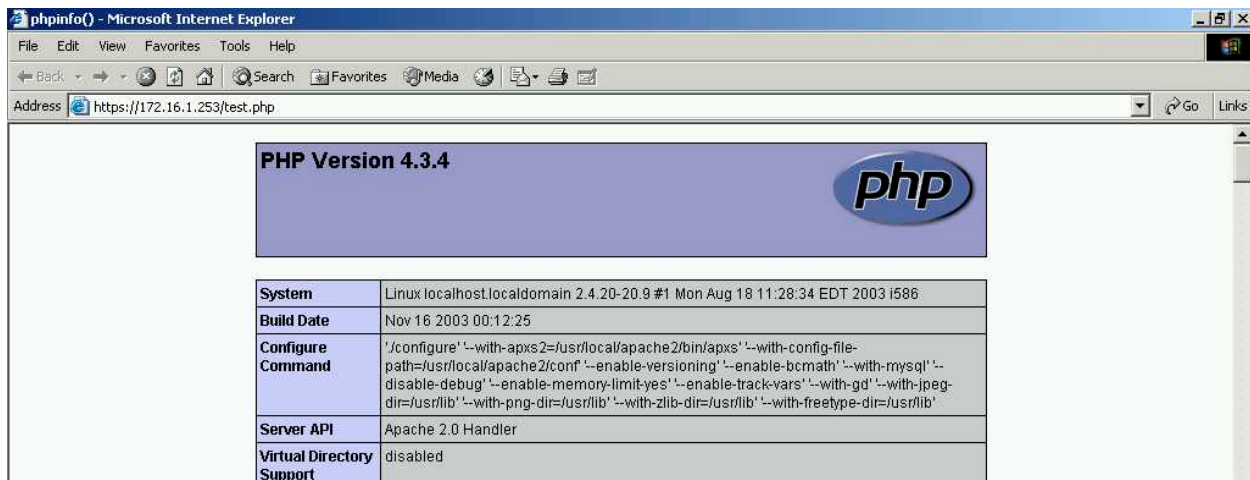 phpinfo() - Microsoft Internet Explorer
File Edit View Favorites Tools Help
Back Search Favorites Media
Address https://172.16.1.253/test.php Go Links
PHP Version 4.3.4
php
System Linux localhost.localdomain 2.4.20-20.9 #1 Mon Aug 18 11:28:34 EDT 2003 i586
Build Date Nov 16 2003 00:12:25
Configure Command './configure' '--with-apxs2=/usr/local/apache2/bin/apxs' '--with-config-file-
path=/usr/local/apache2/conf' '--enable-versioning' '--enable-bcmath' '--with-mysql' '--
disable-debug' '--enable-memory-limit-yes' '--enable-track-vars' '--with-gd' '--with-jpeg-
dir=/usr/lib' '--with-png-dir=/usr/lib' '--with-zlib-dir=/usr/lib' '--with-freetype-dir=/usr/lib'
Server API Apache 2.0 Handler
Virtual Directory Support disabled